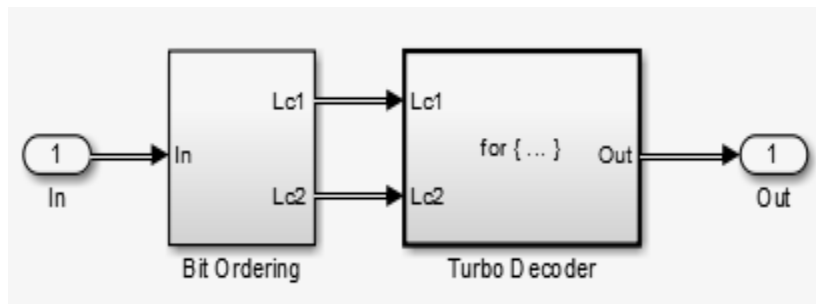 Lc1
Lc1
1
In
for { ... }
Out
1
In
Lc2
Lc2
Out
Bit Ordering
Turbo Decoder